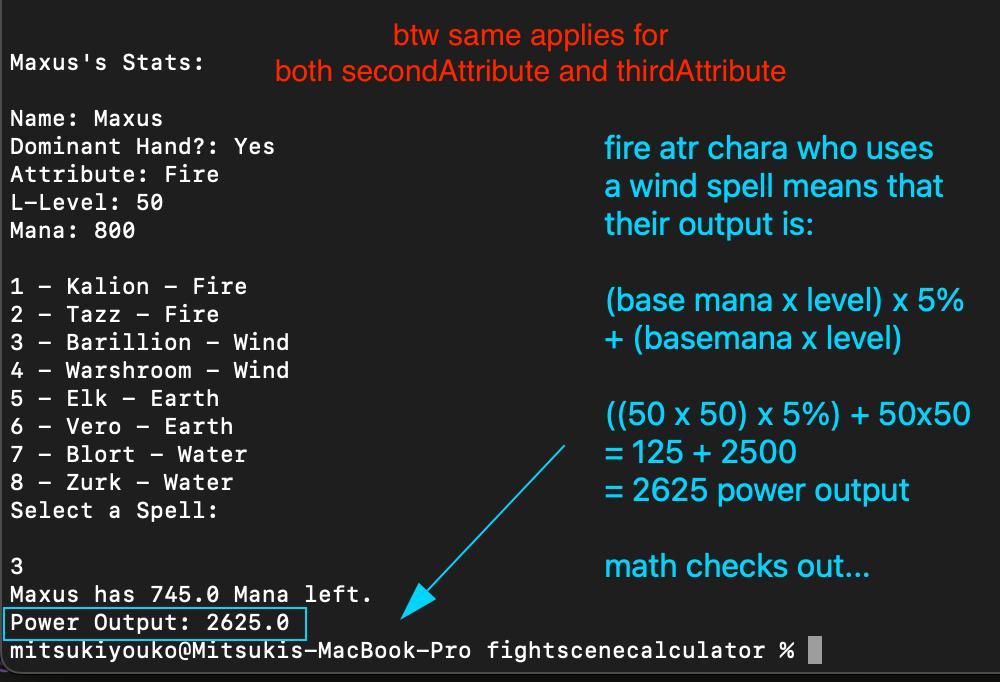 btw same applies for
both secondAttribute and thirdAttribute
Maxus's Stats:
Name: Maxus
Dominant Hand?: Yes
Attribute: Fire
L-Level: 50
Mana: 800
1 - Kalion - Fire
2 - Tazz - Fire
3 - Barillion - Wind
4 - Warshroom - Wind
5 - Elk - Earth
6 - Vero - Earth
7 - Blort - Water
8 - Zurk - Water
Select a Spell:
3
Maxus has 745.0 Mana left.
Power Output: 2625.0
mitsukiyouko@Mitsukis-MacBook-Pro fightscenecalculator %
fire atr chara who uses
a wind spell means that
their output is:
(base mana x level) x 5%
+ (basemana x level)
((50 x 50) x 5%) + 50x50
= 125 + 2500
= 2625 power output
math checks out...